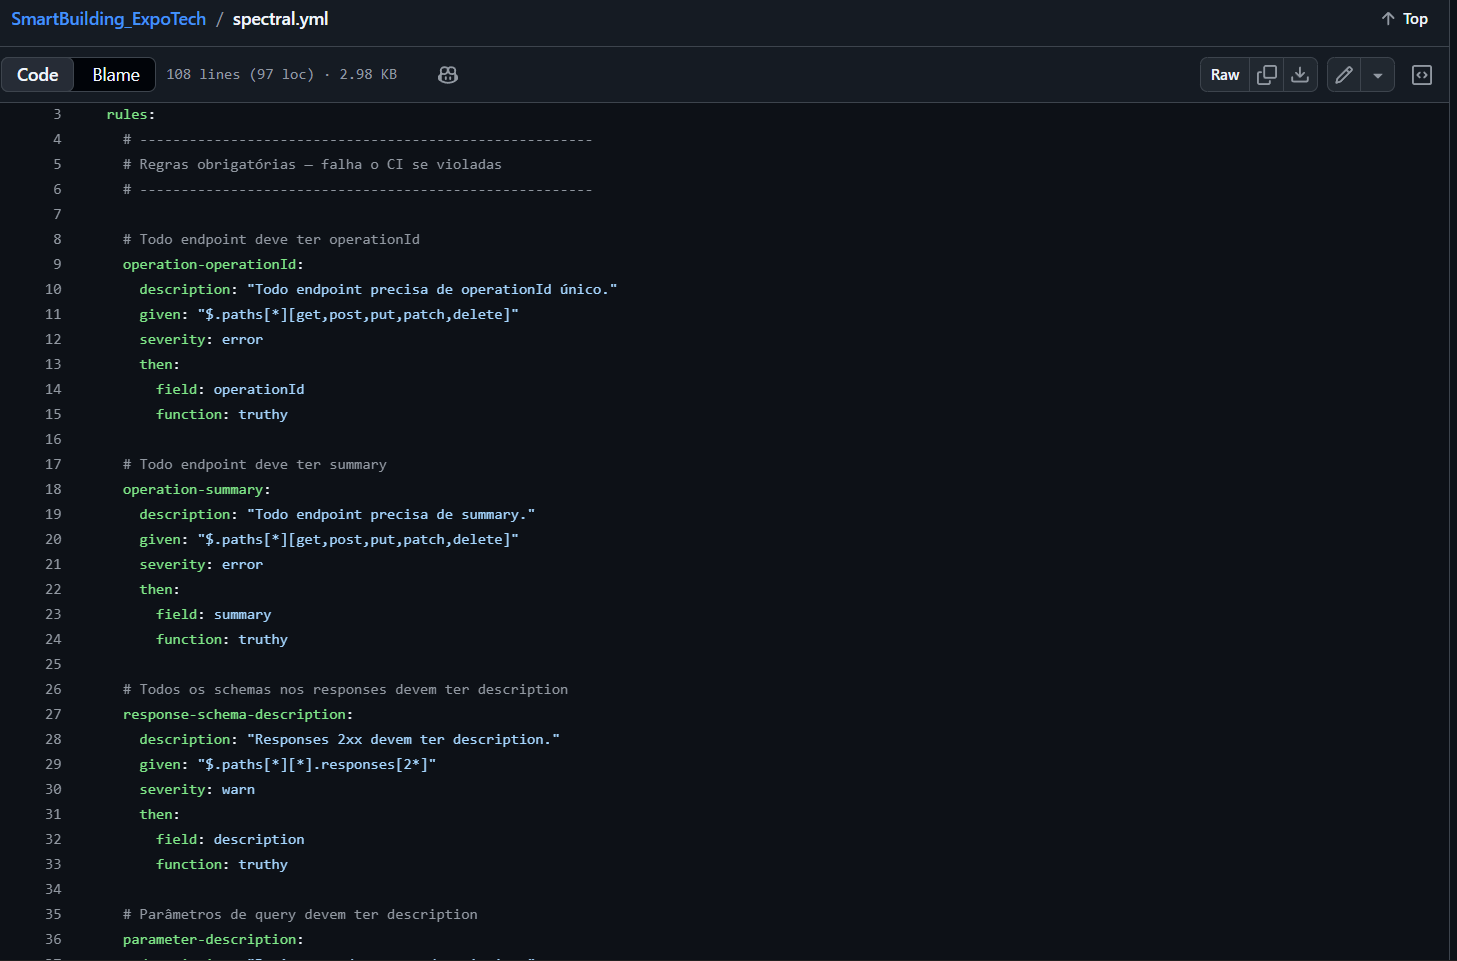 SmartBuilding_ExpoTech / spectral.yml
Top
Code Blame 108 lines (97 loc) · 2.98 KB
Raw
3 rules:
4 # -------------------------------------------------------
5 # Regras obrigatórias — falha o CI se violadas
6 # -------------------------------------------------------
7
8 # Todo endpoint deve ter operationId
9 operation-operationId:
10 description: "Todo endpoint precisa de operationId único."
11 given: "$.paths[*][get,post,put,patch,delete]"
12 severity: error
13 then:
14 field: operationId
15 function: truthy
16
17 # Todo endpoint deve ter summary
18 operation-summary:
19 description: "Todo endpoint precisa de summary."
20 given: "$.paths[*][get,post,put,patch,delete]"
21 severity: error
22 then:
23 field: summary
24 function: truthy
25
26 # Todos os schemas nos responses devem ter description
27 response-schema-description:
28 description: "Responses 2xx devem ter description."
29 given: "$.paths[*][*].responses[2*]"
30 severity: warn
31 then:
32 field: description
33 function: truthy
34
35 # Parâmetros de query devem ter description
36 parameter-description: